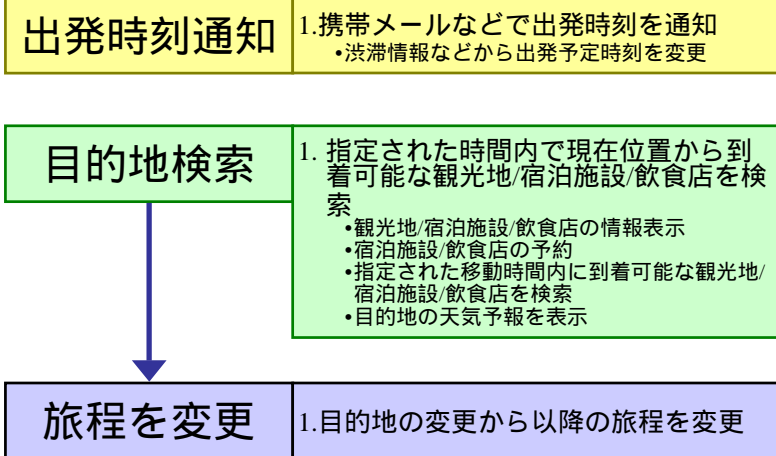 出発時刻通知
1.携帯メールなどで出発時刻を通知
•渋滞情報などから出発予定時刻を変更
目的地検索
1. 指定された時間内で現在位置から到
着可能な観光地/宿泊施設/飲食店を検
索
•観光地/宿泊施設/飲食店の情報表示
•宿泊施設/飲食店の予約
•指定された移動時間内に到着可能な観光地/
宿泊施設/飲食店を検索
•目的地の天気予報を表示
旅程を変更
1.目的地の変更から以降の旅程を変更